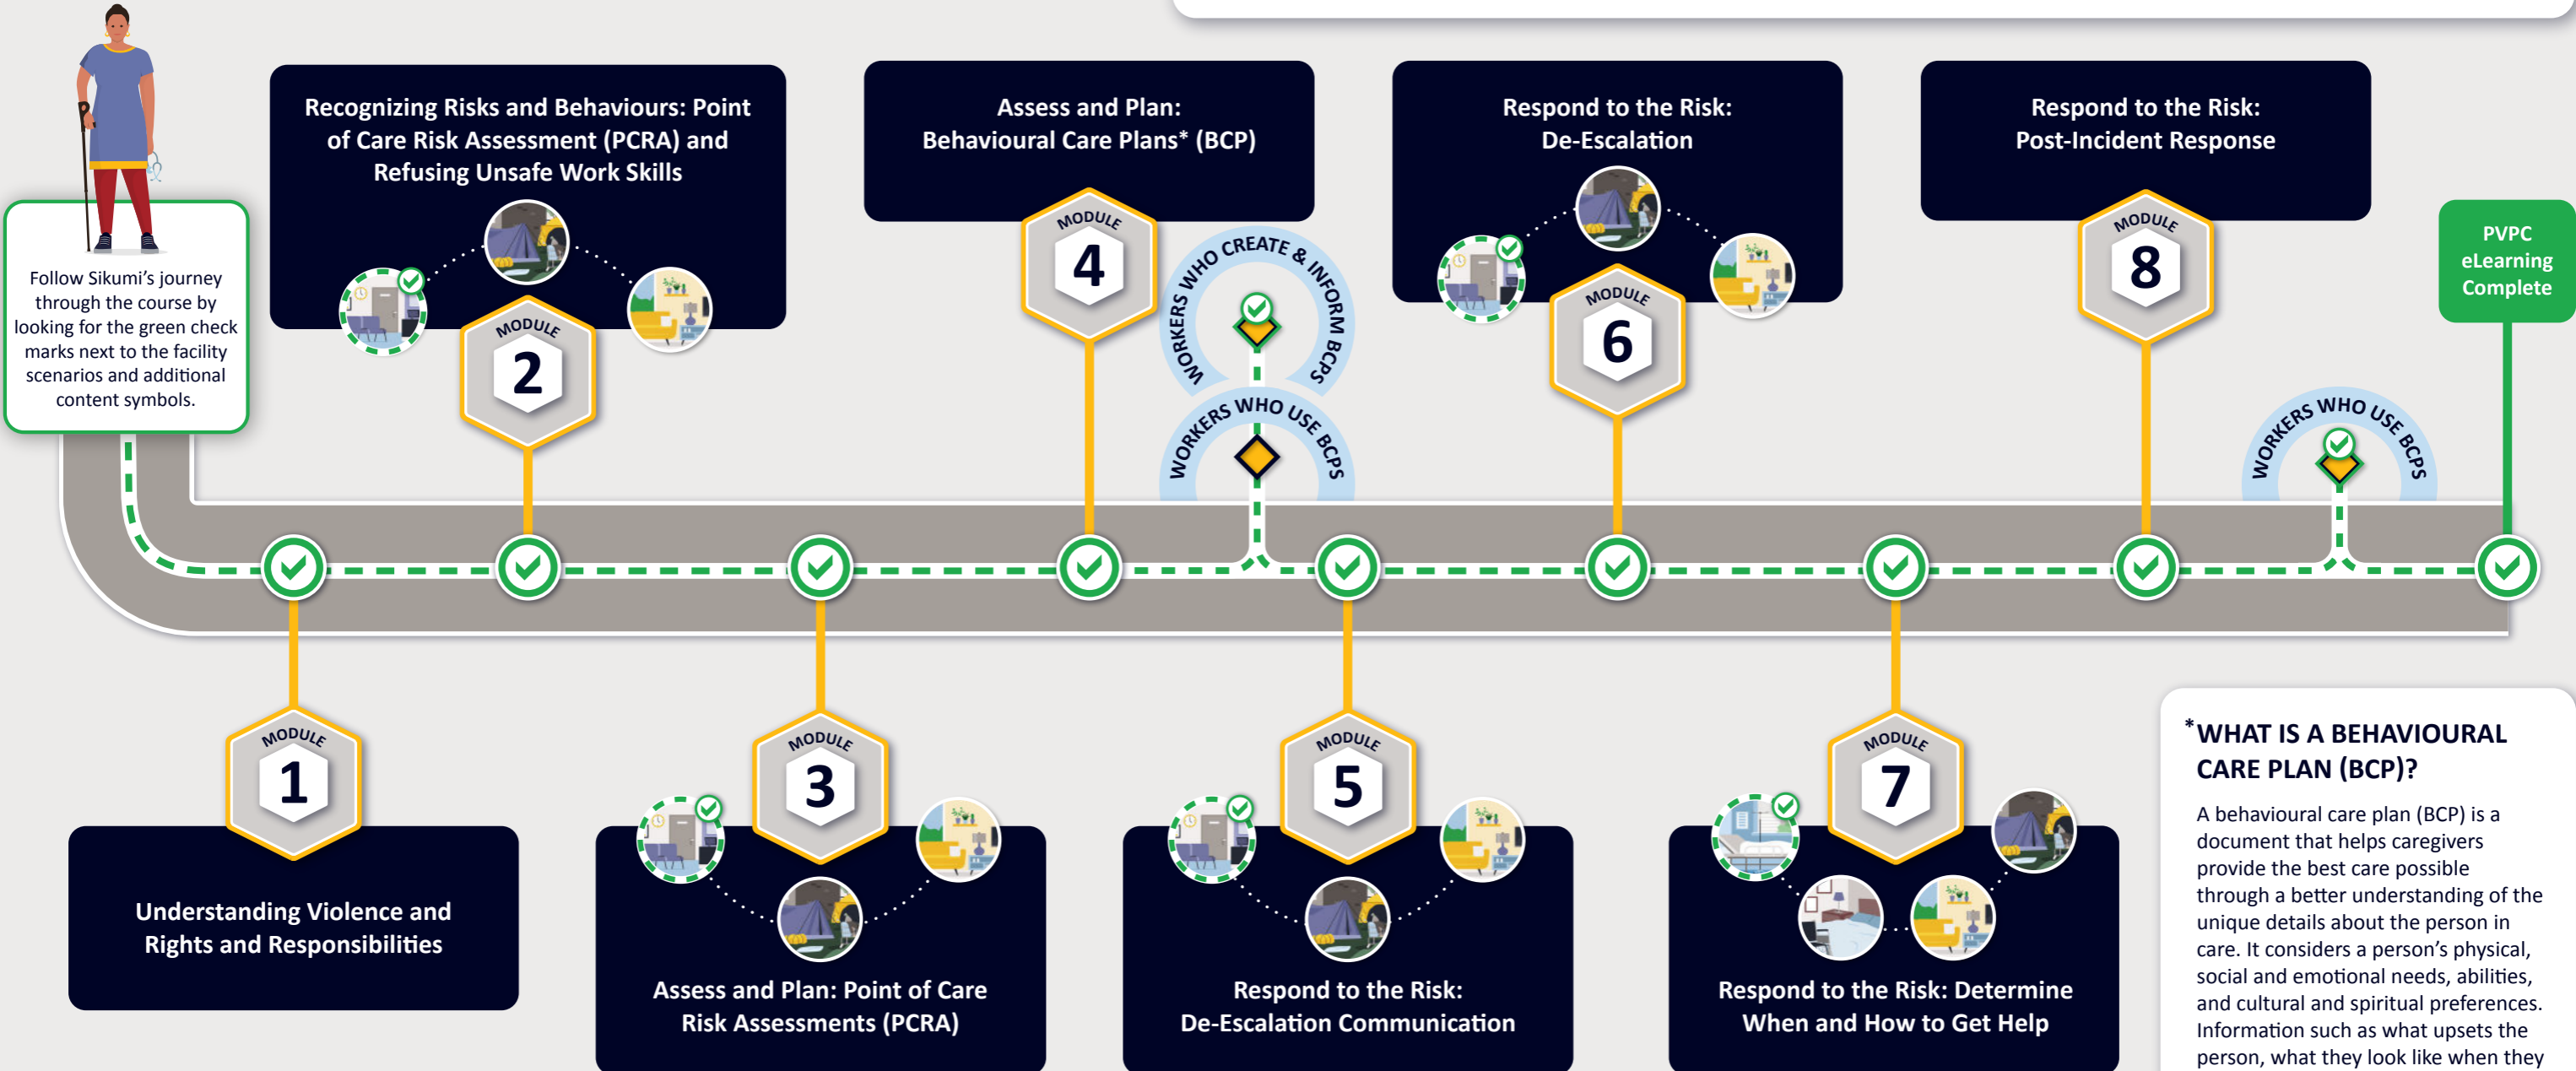 Follow Sikumi's journey
through the course by
looking for the green check
marks next to the facility
scenarios and additional
content symbols.
Recognizing Risks and Behaviours: Point
of Care Risk Assessment (PCRA) and
Refusing Unsafe Work Skills
MODULE
2
Assess and Plan:
Behavioural Care Plans* (BCP)
MODULE
4
WORKERS WHO CREATE & INFORM BCPS
WORKERS WHO USE BCPS
Respond to the Risk:
De-Escalation
MODULE
6
Respond to the Risk:
Post-Incident Response
MODULE
8
WORKERS WHO USE BCPS
PVPC
eLearning
Complete
MODULE
1
Understanding Violence and
Rights and Responsibilities
MODULE
3
Assess and Plan: Point of Care
Risk Assessments (PCRA)
MODULE
5
Respond to the Risk:
De-Escalation Communication
MODULE
7
Respond to the Risk: Determine
When and How to Get Help
*WHAT IS A BEHAVIOURAL
CARE PLAN (BCP)?
A behavioural care plan (BCP) is a
document that helps caregivers
provide the best care possible
through a better understanding of the
unique details about the person in
care. It considers a person's physical,
social and emotional needs, abilities,
and cultural and spiritual preferences.
Information such as what upsets the
person, what they look like when they